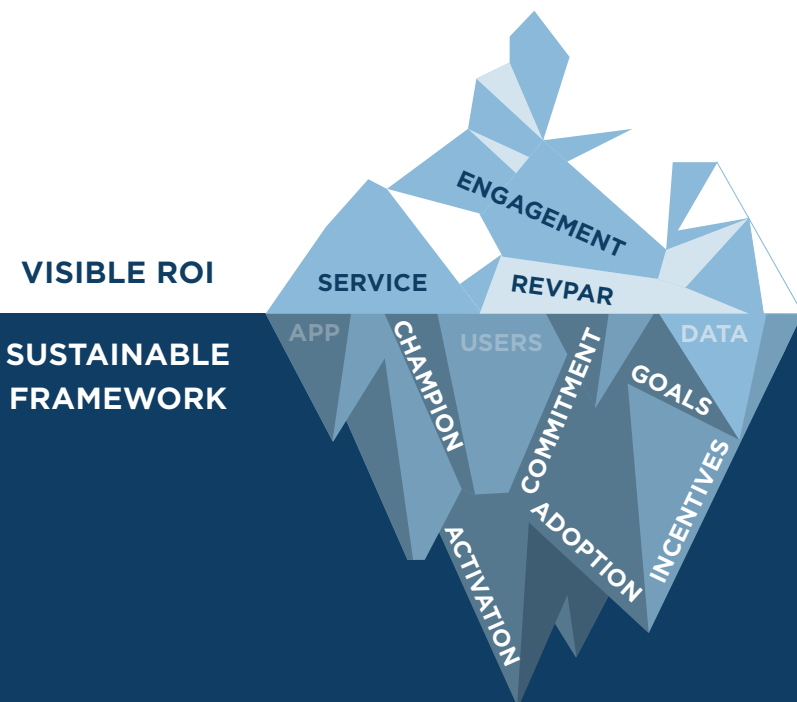 ENGAGEMENT
VISIBLE ROI
SERVICE
REVPAR
SUSTAINABLE
FRAMEWORK
APP
CHAMPION
USERS
COMMITMENT
DATA
GOALS
INCENTIVES
ADOPTION
ACTIVATION